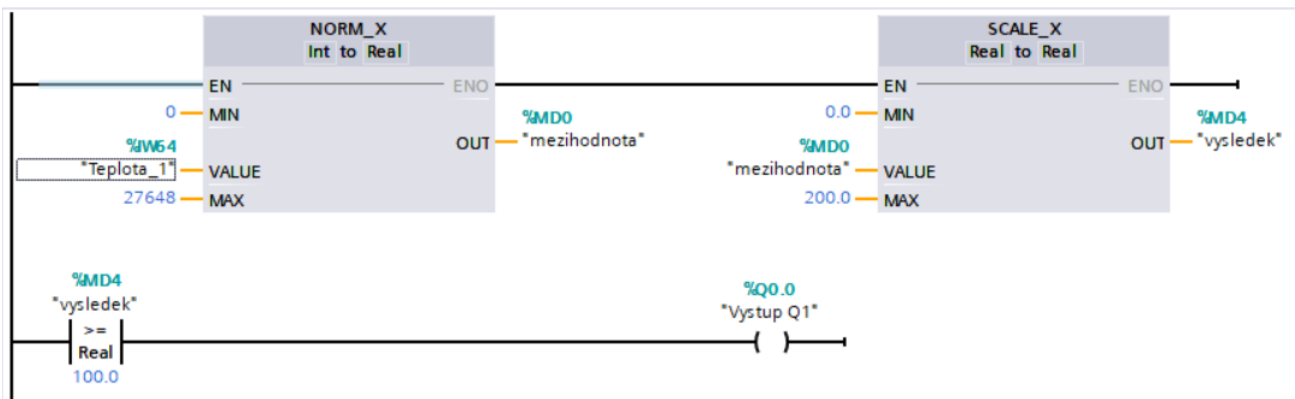 NORM_X
Int to Real
EN
ENO
0
MIN
%IW64
"Teplota_1"
VALUE
27648
MAX
OUT
%MD0
"mezihodnota"
SCALE_X
Real to Real
EN
ENO
0.0
MIN
%MD0
"mezihodnota"
VALUE
200.0
MAX
OUT
%MD4
"vysledek"
%MD4
"vysledek"
>=
Real
100.0
%Q0.0
"Vystup Q1"